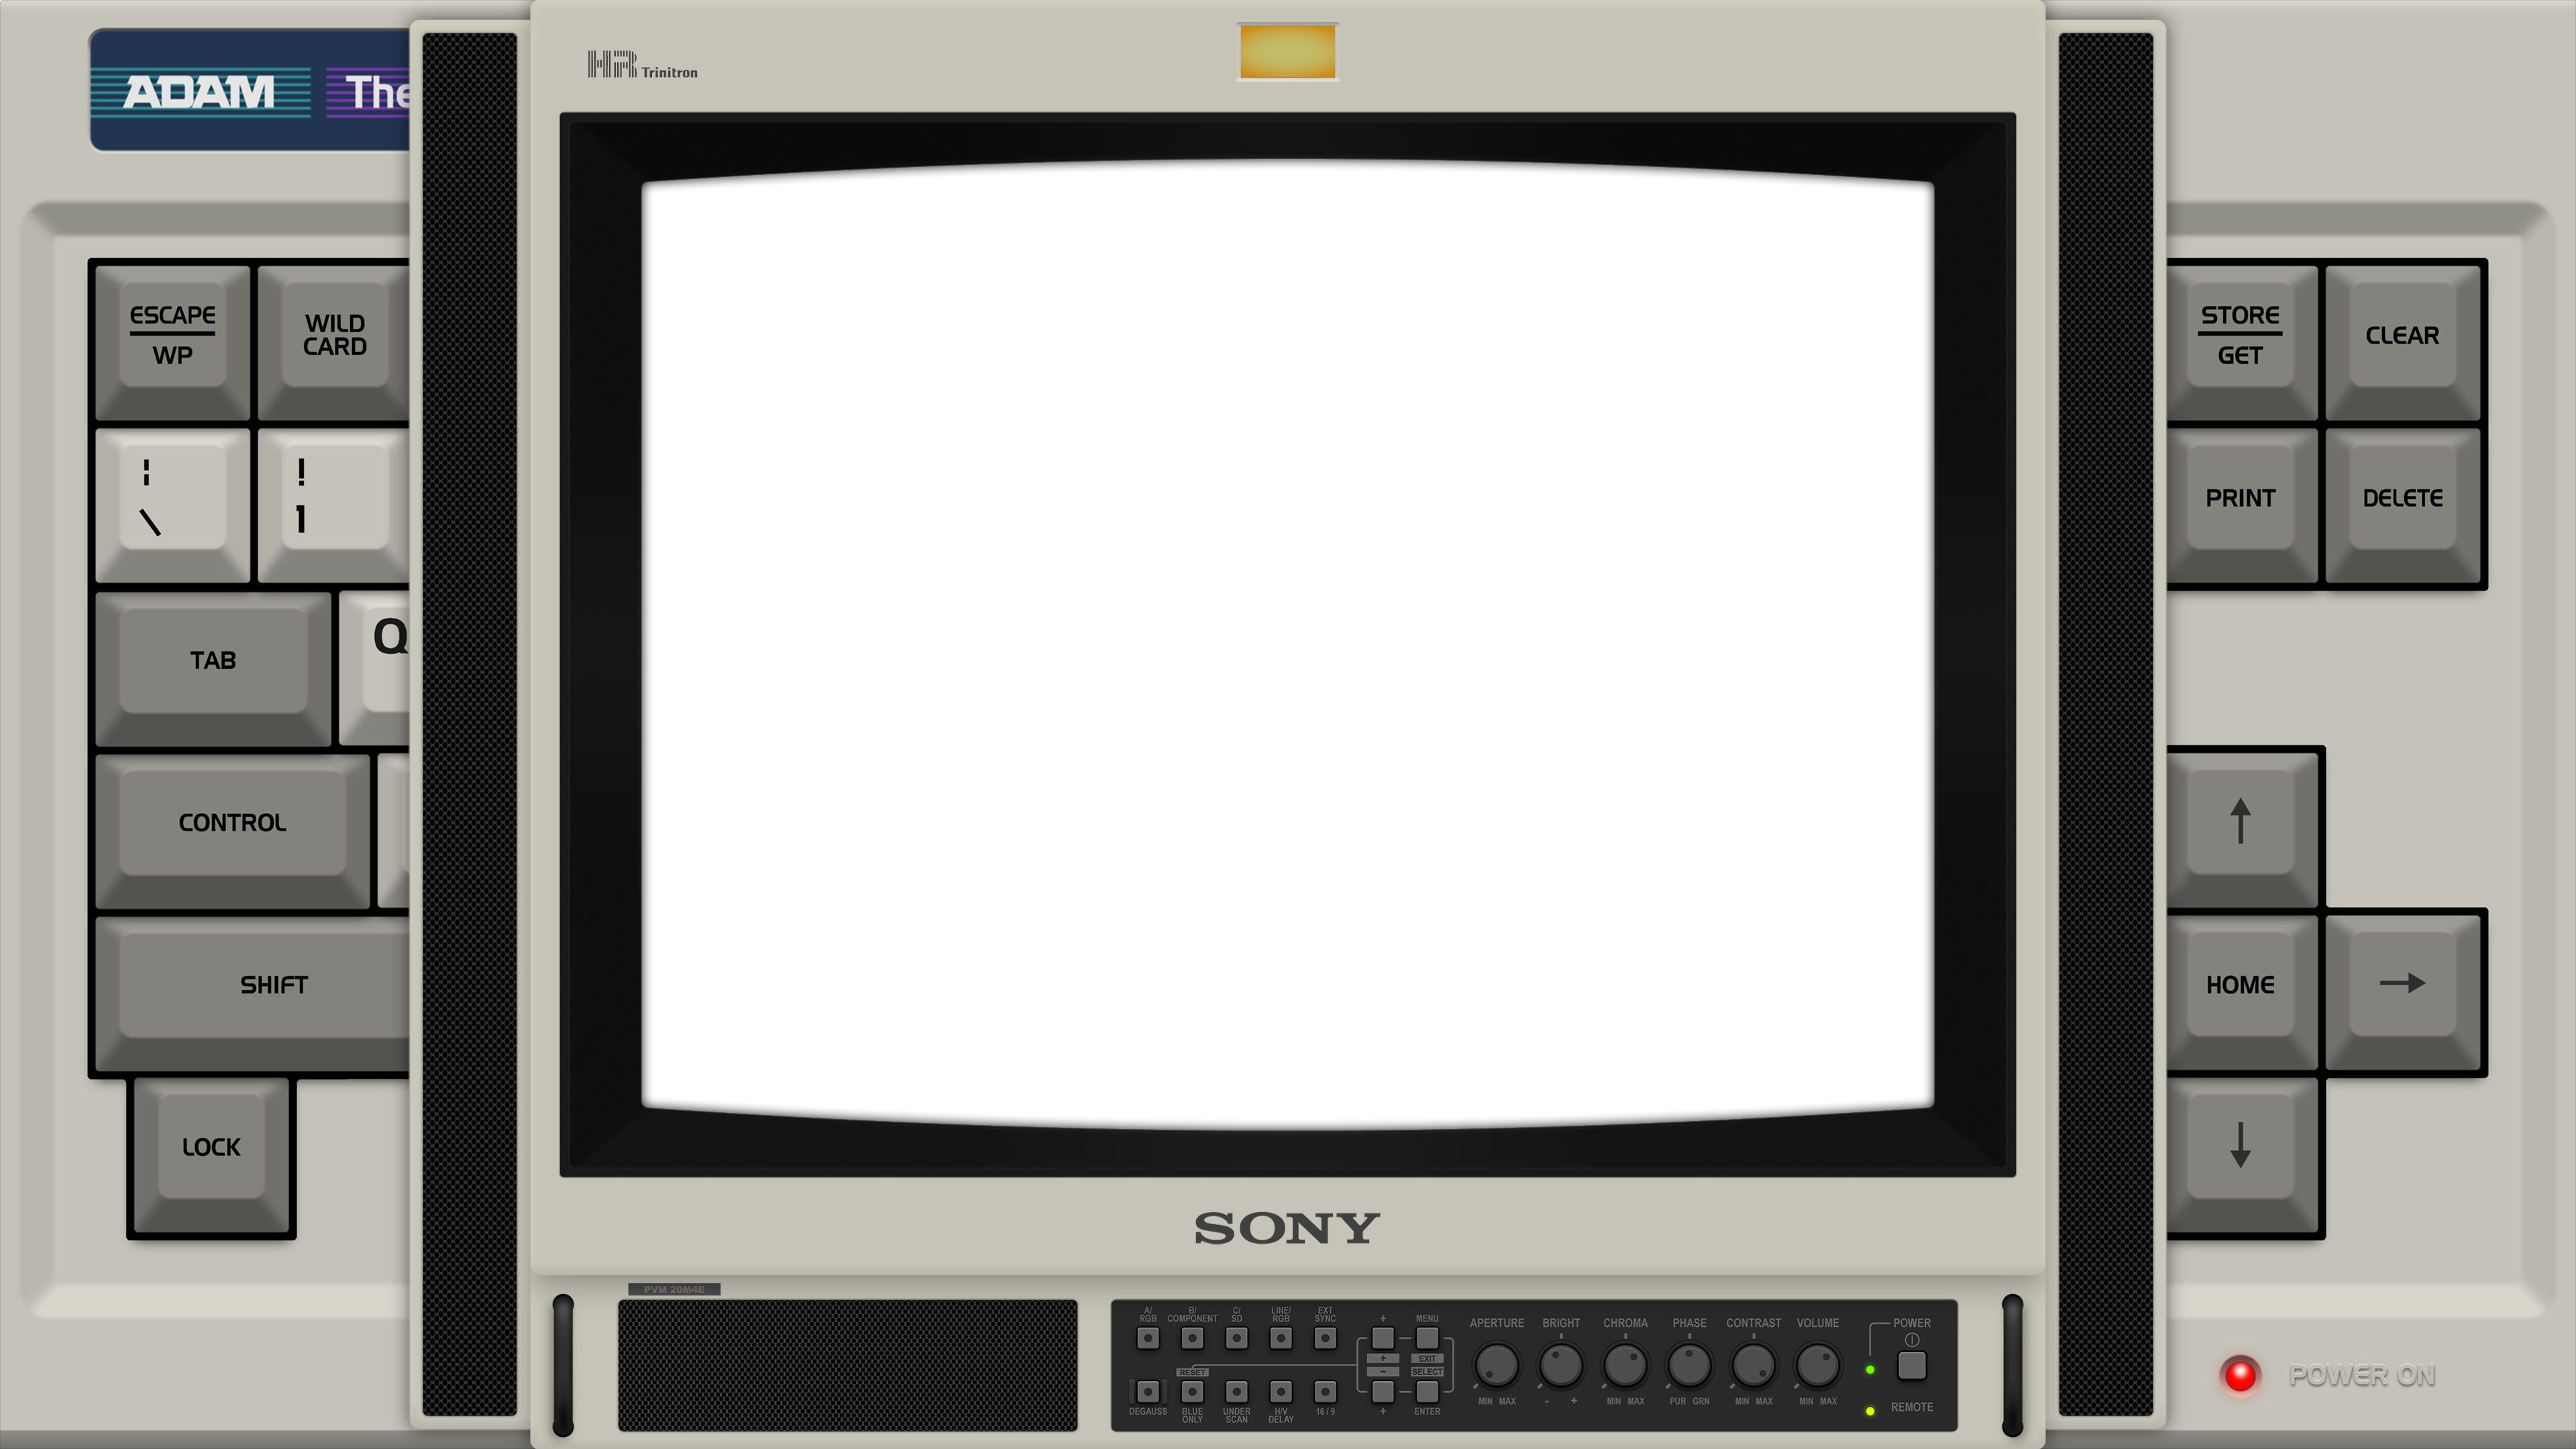 ADAM The
HR Trinitron
ESCAPE
WP
WILD
CARD
STORE
GET
CLEAR
¦
\
!
1
PRINT
DELETE
TAB
Q
CONTROL
↑
SHIFT
HOME
→
LOCK
↓
SONY
PVM 20M4E
A/
RGB
B/
COMPONENT
C/
SD
LINE/
RGB
EXT
SYNC
+
MENU
+
EXIT
RESET
−
SELECT
DEGAUSS
BLUE
ONLY
UNDER
SCAN
H/V
DELAY
16 / 9
+
ENTER
APERTURE
MIN MAX
BRIGHT
- +
CHROMA
MIN MAX
PHASE
PUR GRN
CONTRAST
MIN MAX
VOLUME
MIN MAX
POWER
REMOTE
POWER ON